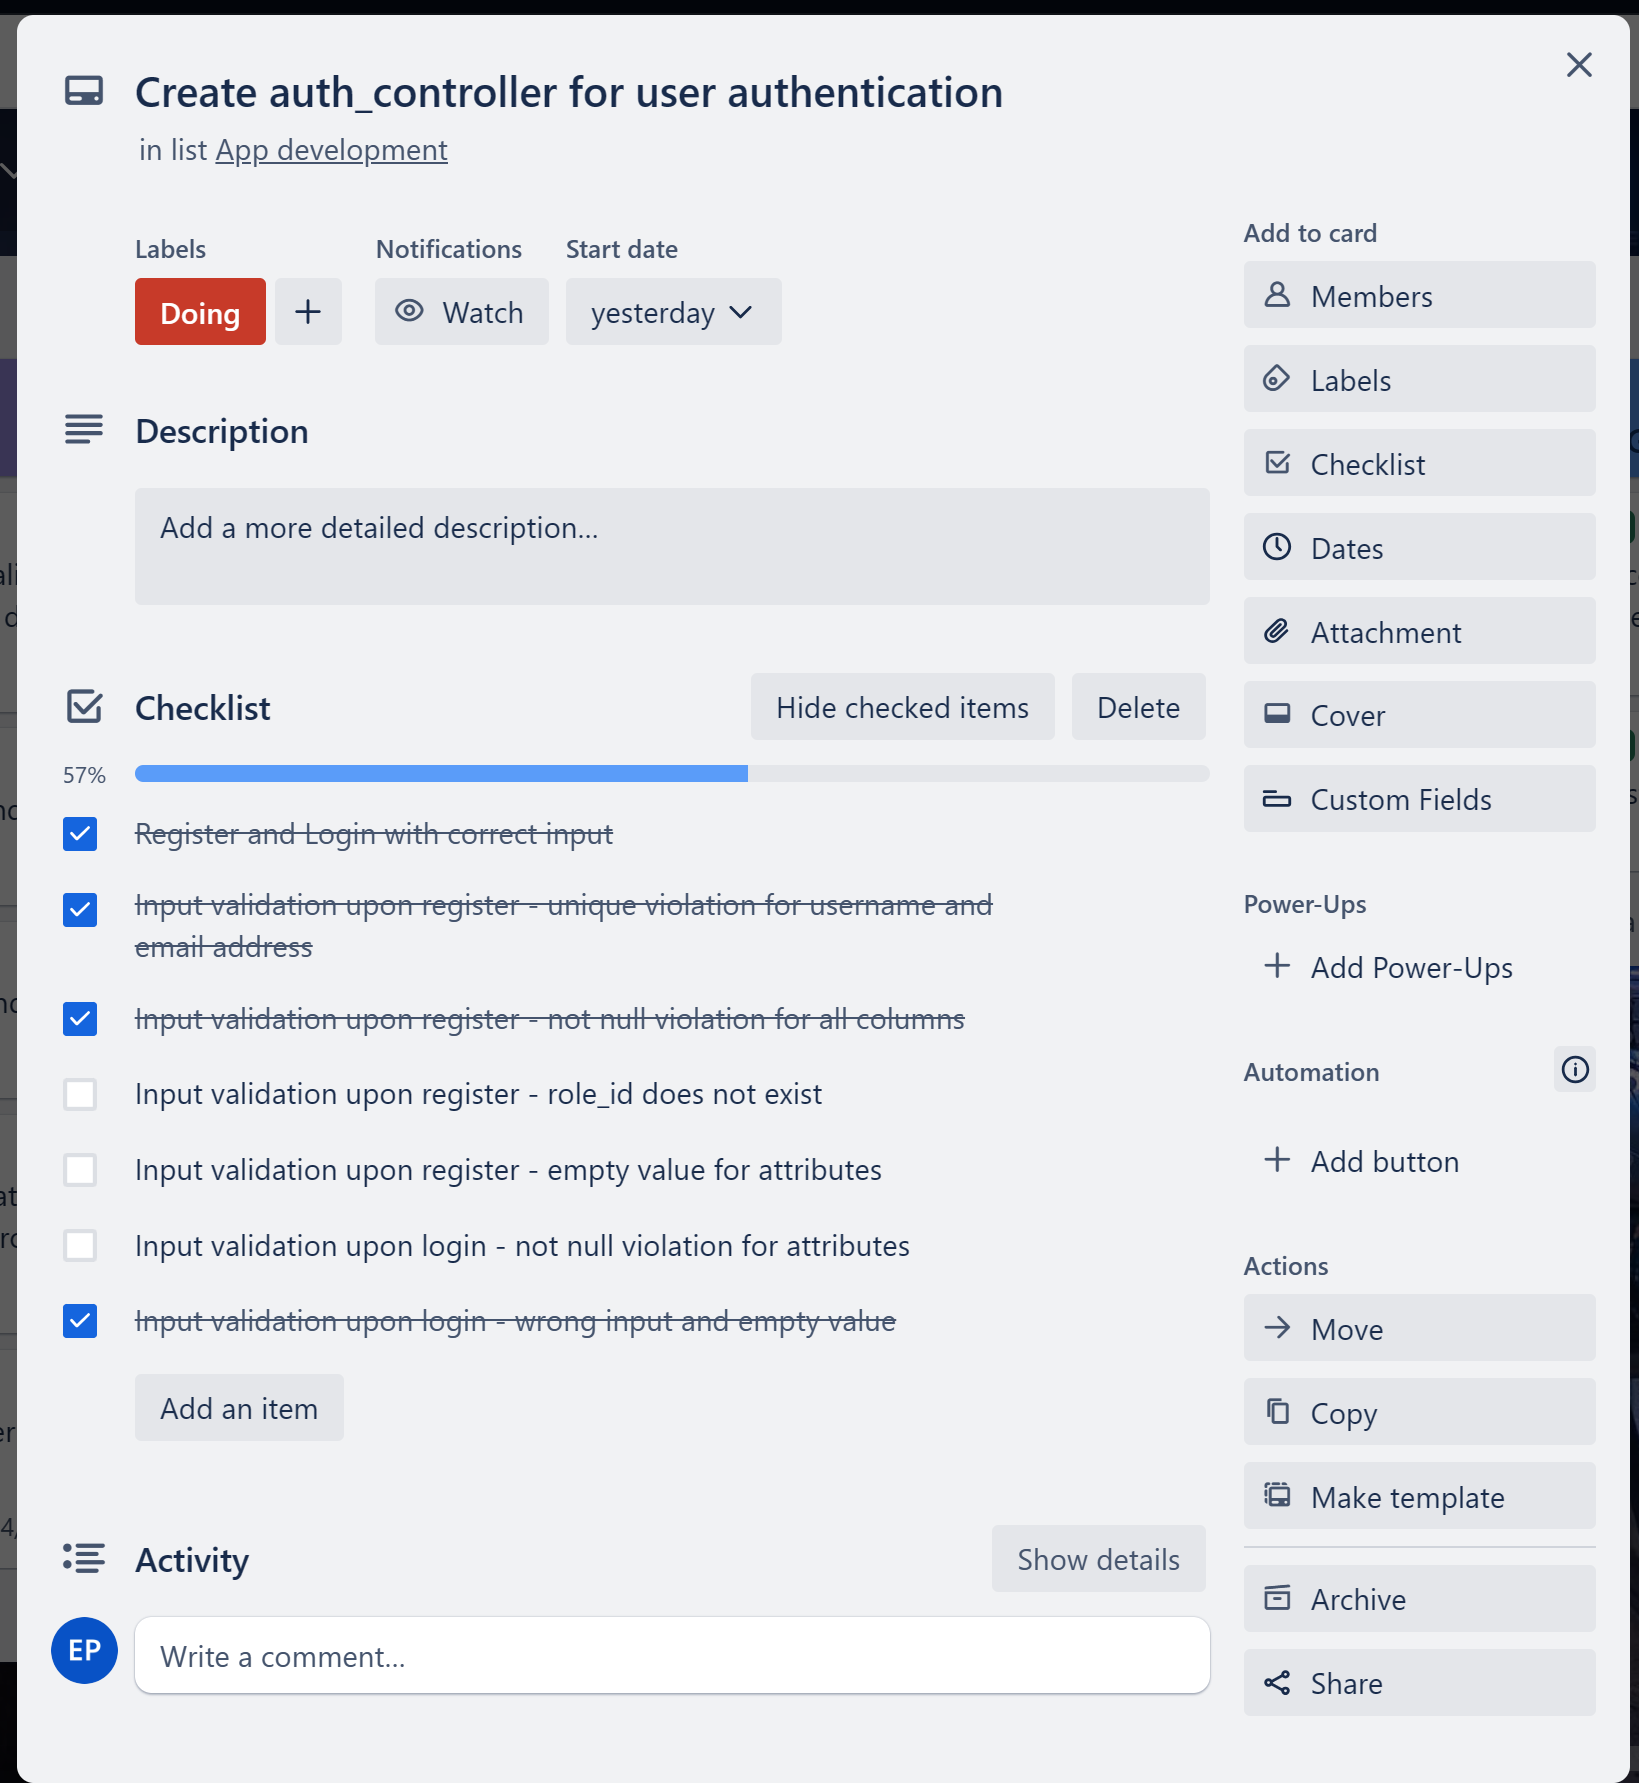 Create auth_controller for user authentication
in list App development
Labels
Notifications
Start date
Doing
Watch
yesterday
Description
Add a more detailed description...
Checklist
Hide checked items
Delete
57%
Register and Login with correct input
Input validation upon register - unique violation for username and
email address
Input validation upon register - not null violation for all columns
Input validation upon register - role_id does not exist
Input validation upon register - empty value for attributes
Input validation upon login - not null violation for attributes
Input validation upon login - wrong input and empty value
Add an item
Activity
Show details
EP
Write a comment...
Add to card
Members
Labels
Checklist
Dates
Attachment
Cover
Custom Fields
Power-Ups
Add Power-Ups
Automation
Add button
Actions
Move
Copy
Make template
Archive
Share